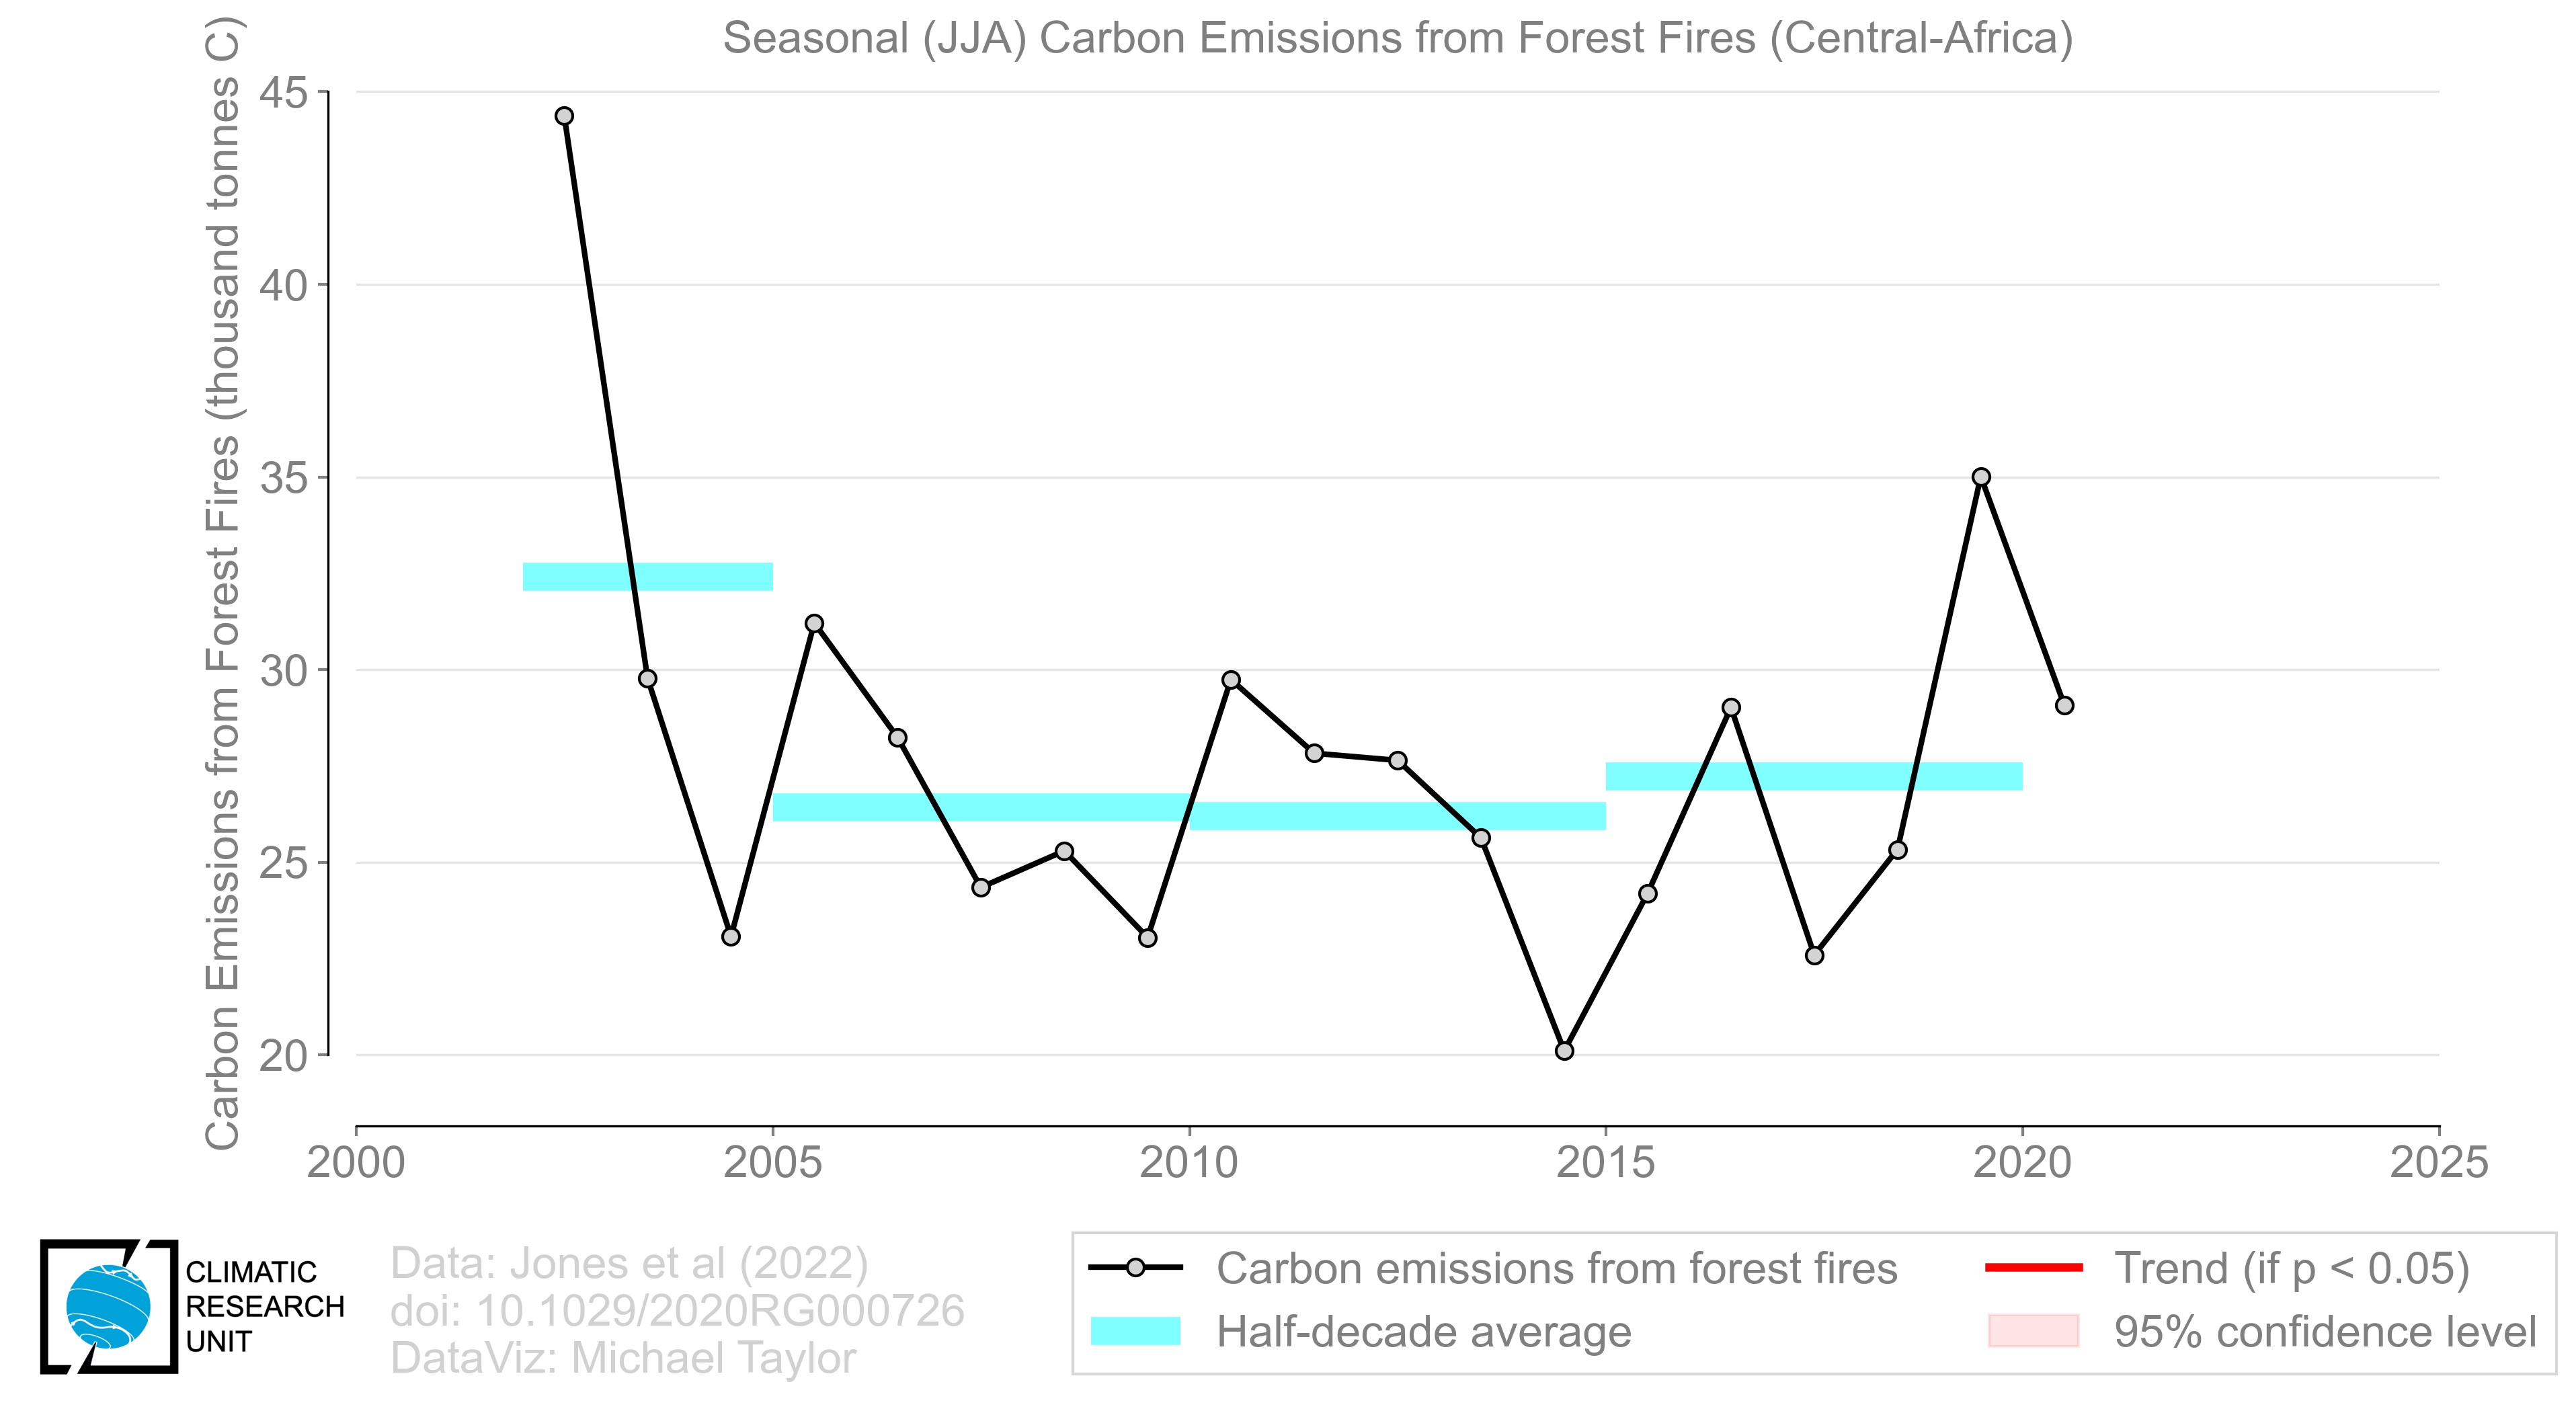 Seasonal (JJA) Carbon Emissions from Forest Fires (Central-Africa)
Carbon Emissions from Forest Fires (thousand tonnes C)
45
40
35
30
25
20
2000 2005 2010 2015 2020 2025
CLIMATIC
RESEARCH
UNIT
Data: Jones et al (2022)
doi: 10.1029/2020RG000726
DataViz: Michael Taylor
Carbon emissions from forest fires
Half-decade average
Trend (if p < 0.05)
95% confidence level